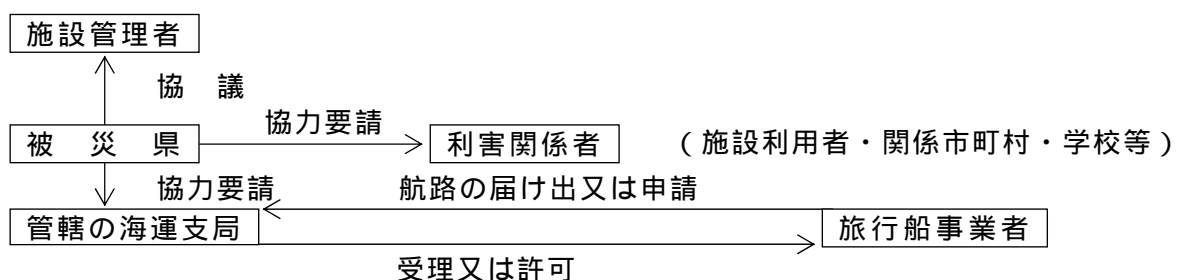 施設管理者
協 議
協力要請
被 災 県
利害関係者
(施設利用者・関係市町村・学校等)
協力要請
航路の届け出又は申請
管轄の海運支局
旅行船事業者
受理又は許可